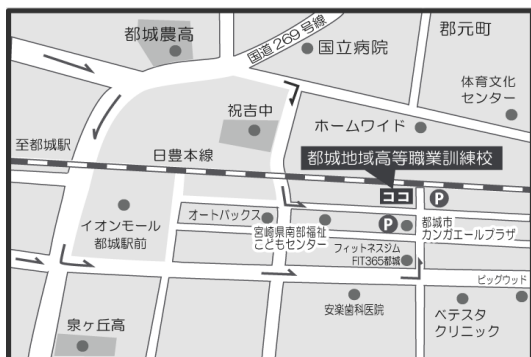 都城農高
国道269号線
国立病院
郡元町
体育文化
センター
祝吉中
ホームワイド
至都城駅
日豊本線
都城地域高等職業訓練校
ココ
P
イオンモール
都城駅前
オートバックス
宮崎県南部福祉
こどもセンター
P
都城市
カンガエールプラザ
フィットネスジム
FIT365都城
ビッグウッド
安楽歯科医院
ベテスダ
クリニック
泉ヶ丘高